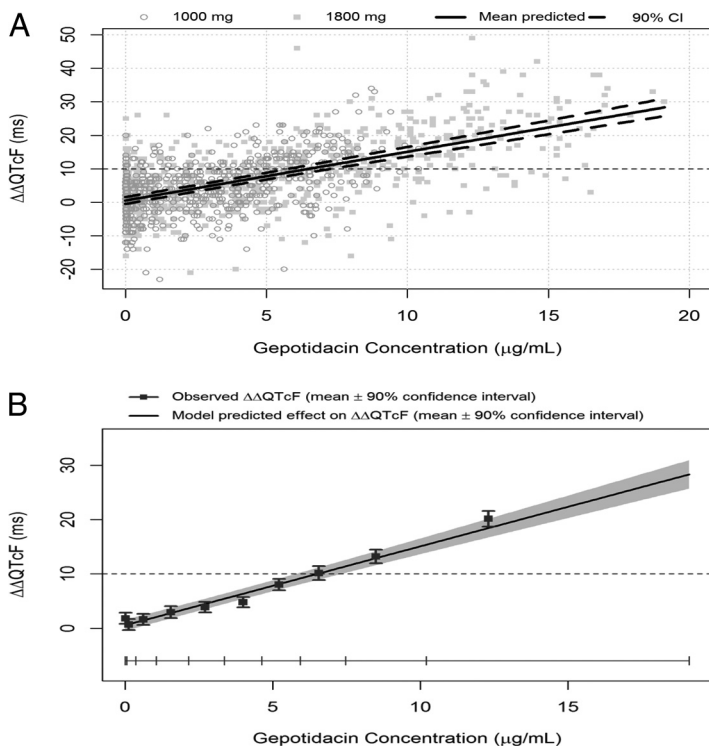 A
1000 mg 1800 mg Mean predicted 90% CI
50
40
30
20
10
0
-10
-20
ΔΔQTcF (ms)
0 5 10 15 20
Gepotidacin Concentration (µg/mL)
B
Observed ΔΔQTcF (mean ± 90% confidence interval)
Model predicted effect on ΔΔQTcF (mean ± 90% confidence interval)
30
20
10
0
ΔΔQTcF (ms)
0 5 10 15
Gepotidacin Concentration (µg/mL)